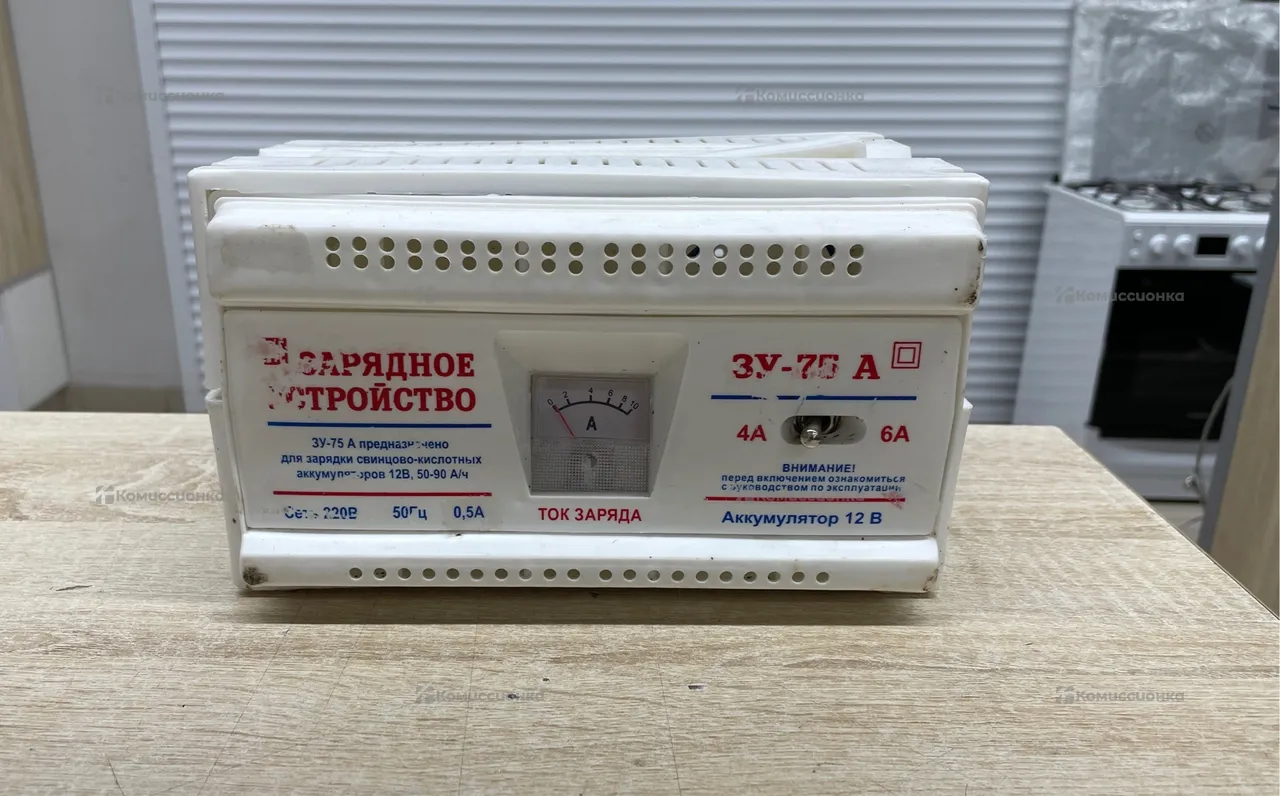 ЗАРЯДНОЕ
УСТРОЙСТВО
ЗУ-75 А предназначено
для зарядки свинцово-кислотных
аккумуляторов 12В, 50-90 А/ч
Сеть 220В 50Гц 0,5А
0 2 4 6 8 10
А
ТОК ЗАРЯДА
ЗУ-75 А
4А 6А
ВНИМАНИЕ!
перед включением ознакомиться
с руководством по эксплуатации
Аккумулятор 12 В
Комиссионка
Комиссионка
Комиссионка
Комиссионка
Комиссионка
Комиссионка